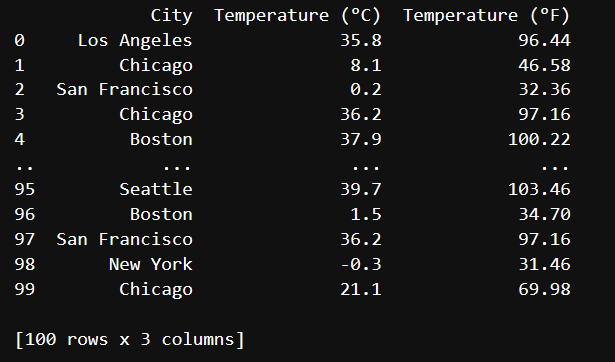 City Temperature (ºC) Temperature (ºF)
0 Los Angeles 35.8 96.44
1 Chicago 8.1 46.58
2 San Francisco 0.2 32.36
3 Chicago 36.2 97.16
4 Boston 37.9 100.22
.. ... ... ...
95 Seattle 39.7 103.46
96 Boston 1.5 34.70
97 San Francisco 36.2 97.16
98 New York -0.3 31.46
99 Chicago 21.1 69.98
[100 rows x 3 columns]